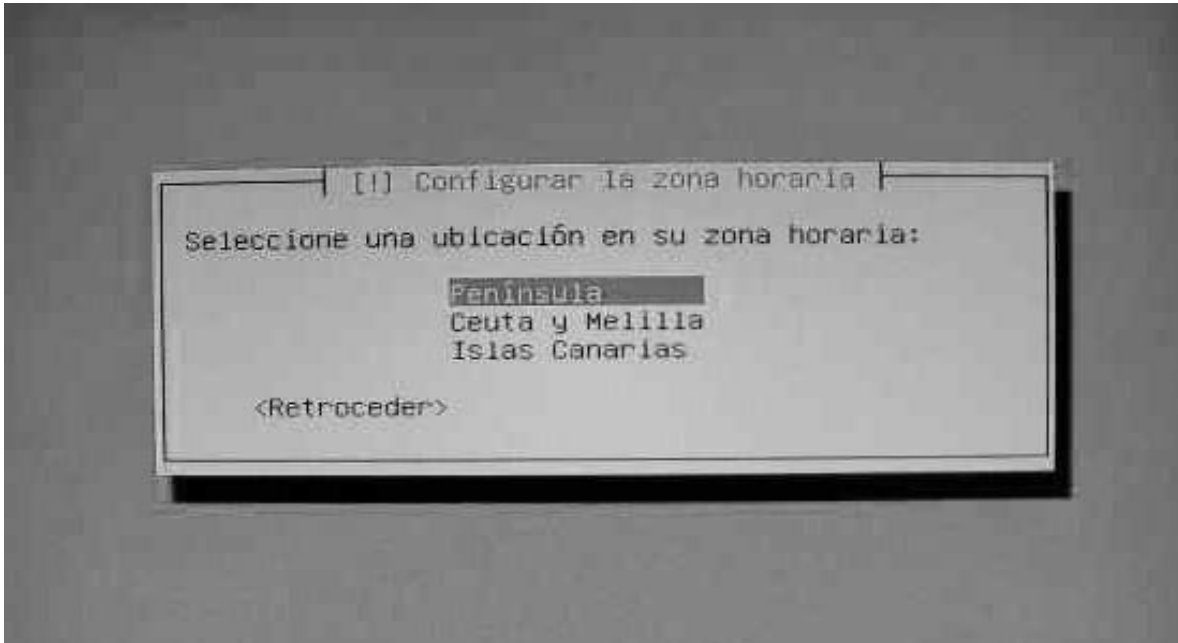 [!] Configurar la zona horaria
Seleccione una ubicación en su zona horaria:
Península
Ceuta y Melilla
Islas Canarias
<Retroceder>